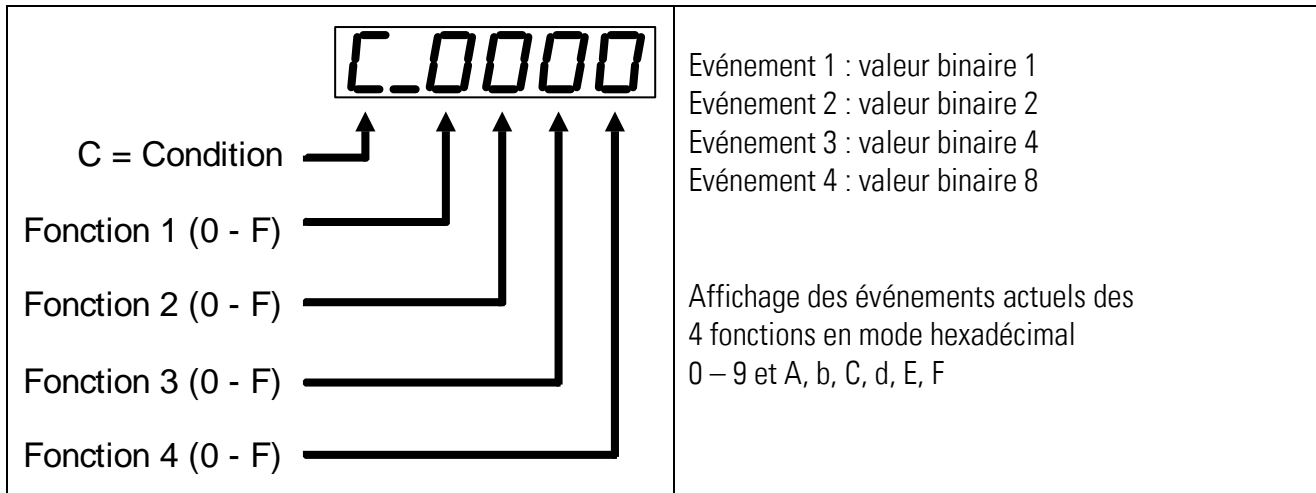 C_0000
C = Condition
Fonction 1 (0 - F)
Fonction 2 (0 - F)
Fonction 3 (0 - F)
Fonction 4 (0 - F)
Evénement 1 : valeur binaire 1
Evénement 2 : valeur binaire 2
Evénement 3 : valeur binaire 4
Evénement 4 : valeur binaire 8
Affichage des événements actuels des
4 fonctions en mode hexadécimal
0 – 9 et A, b, C, d, E, F